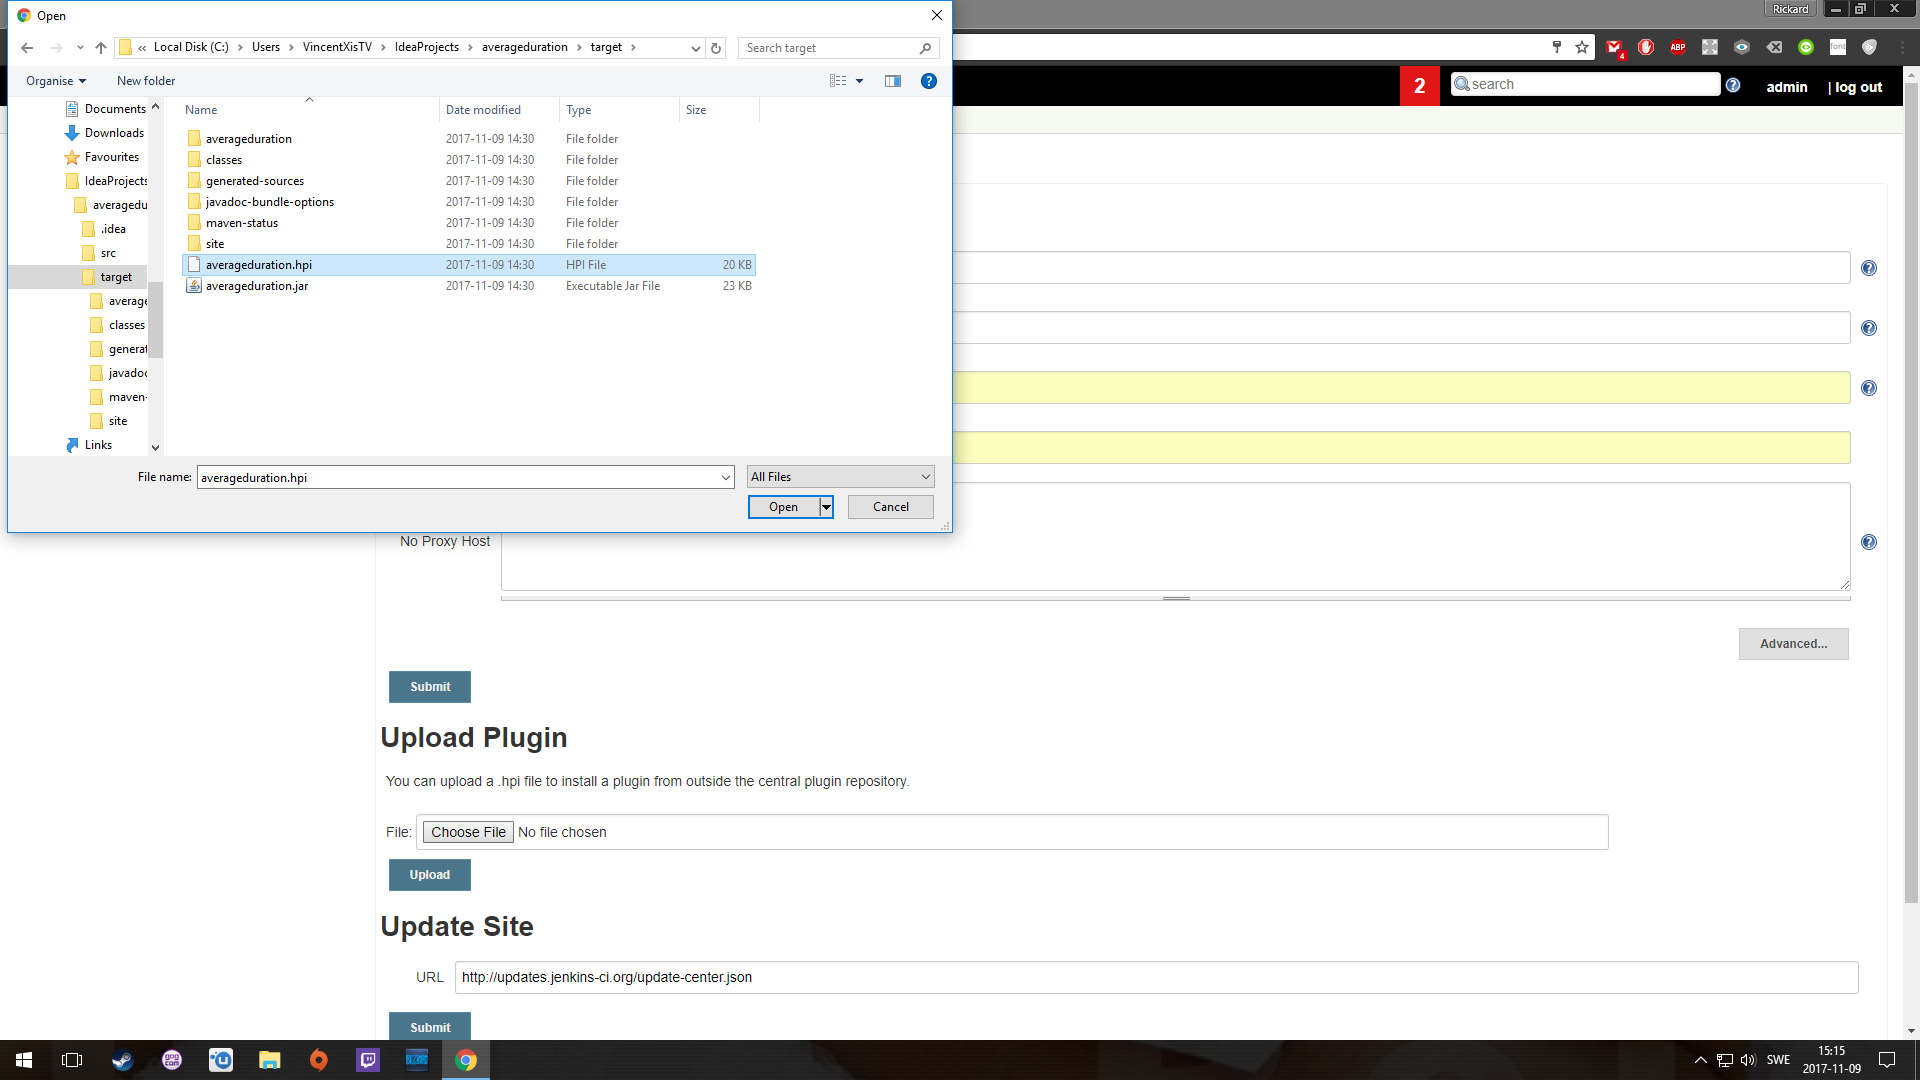 Open
Rickard
« Local Disk (C:) › Users › VincentXisTV › IdeaProjects › averageduration › target ›
Search target
Organise
New folder
2
search
admin
| log out
Name
Date modified
Type
Size
Documents
Downloads
Favourites
IdeaProjects
averagedu
.idea
src
target
average
classes
generat
javadoc
maven-
site
Links
averageduration 2017-11-09 14:30 File folder
classes 2017-11-09 14:30 File folder
generated-sources 2017-11-09 14:30 File folder
javadoc-bundle-options 2017-11-09 14:30 File folder
maven-status 2017-11-09 14:30 File folder
site 2017-11-09 14:30 File folder
averageduration.hpi 2017-11-09 14:30 HPI File 20 KB
averageduration.jar 2017-11-09 14:30 Executable Jar File 23 KB
File name: averageduration.hpi
All Files
Open
Cancel
No Proxy Host
Advanced...
Submit
Upload Plugin
You can upload a .hpi file to install a plugin from outside the central plugin repository.
File: Choose File No file chosen
Upload
Update Site
URL http://updates.jenkins-ci.org/update-center.json
Submit
SWE
15:15
2017-11-09
ABP
4
font
gog
com